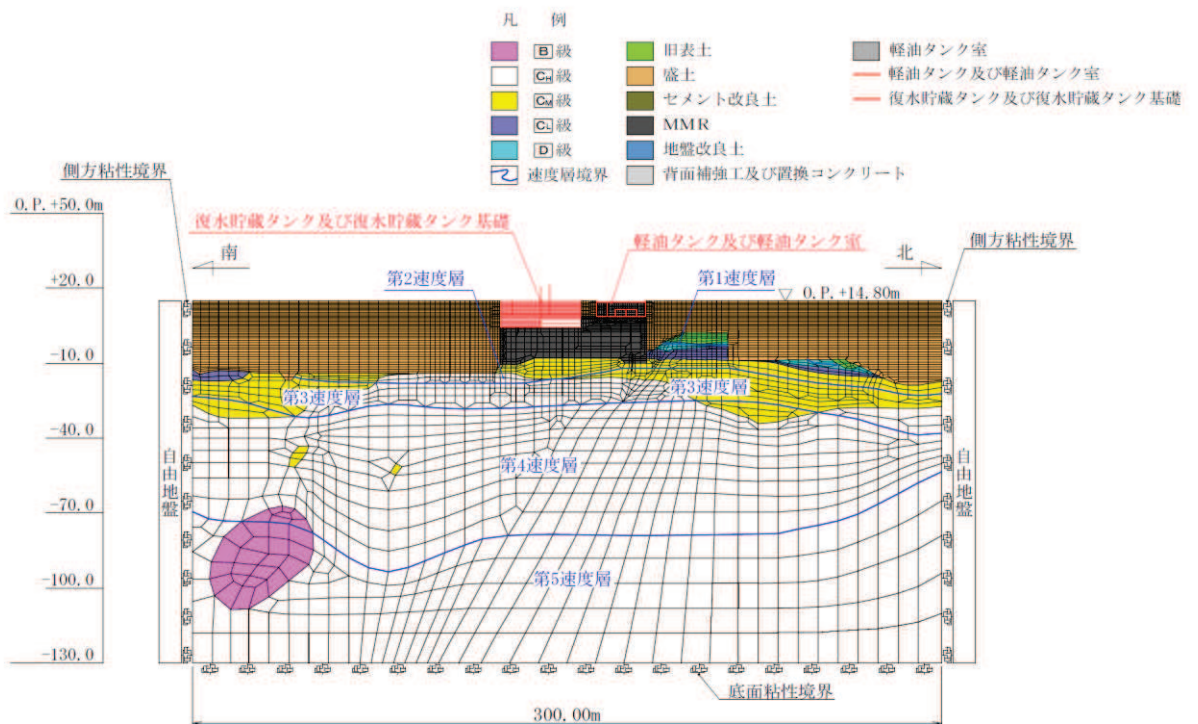 凡 例
B 級
CH 級
CM 級
CL 級
D 級
速度層境界
旧表土
盛土
セメント改良土
MMR
地盤改良土
背面補強工及び置換コンクリート
軽油タンク室
軽油タンク及び軽油タンク室
復水貯蔵タンク及び復水貯蔵タンク基礎
側方粘性境界
O.P.+50.0m
復水貯蔵タンク及び復水貯蔵タンク基礎
軽油タンク及び軽油タンク室
側方粘性境界
南
北
+20.0
第2速度層
第1速度層
O.P.+14.80m
-10.0
第3速度層
第3速度層
-40.0
自由地盤
第4速度層
自由地盤
-70.0
第5速度層
-100.0
-130.0
底面粘性境界
300.00m